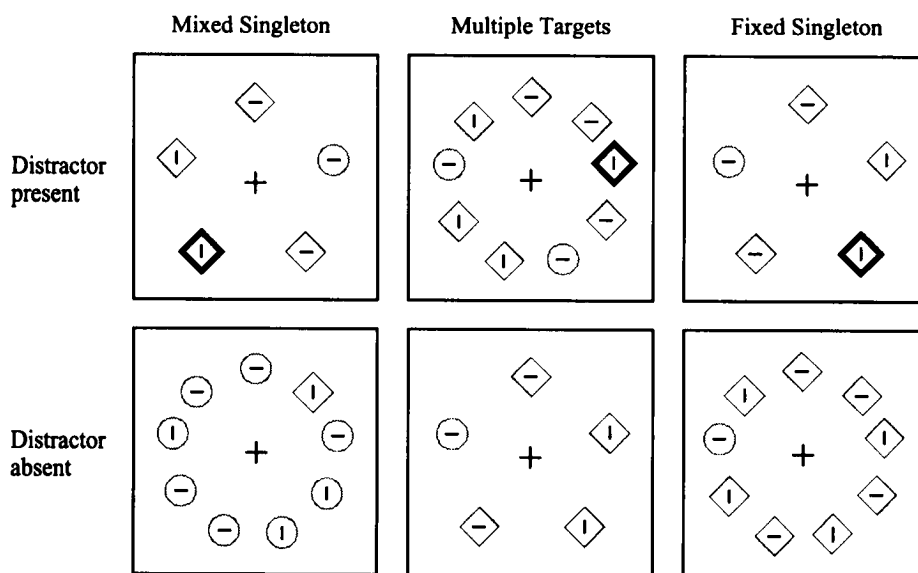 Mixed Singleton
Multiple Targets
Fixed Singleton
Distractor
present
Distractor
absent